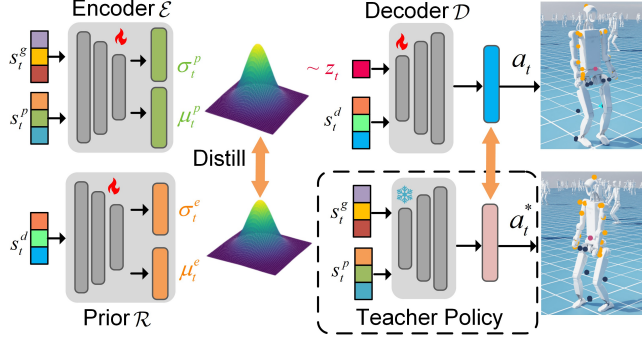 Encoder ℰ
s_t^g
s_t^p
σ_t^p
μ_t^p
~ z_t
Decoder 𝒟
s_t^d
a_t
Distill
s_t^d
σ_t^e
μ_t^e
Prior ℛ
s_t^g
s_t^p
a_t^*
Teacher Policy